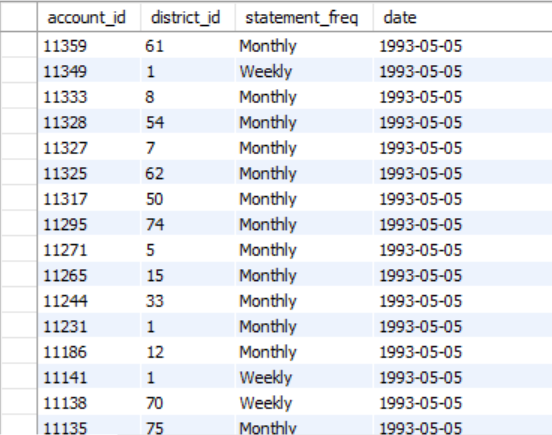 account_id district_id statement_freq date
11359 61 Monthly 1993-05-05
11349 1 Weekly 1993-05-05
11333 8 Monthly 1993-05-05
11328 54 Monthly 1993-05-05
11327 7 Monthly 1993-05-05
11325 62 Monthly 1993-05-05
11317 50 Monthly 1993-05-05
11295 74 Monthly 1993-05-05
11271 5 Monthly 1993-05-05
11265 15 Monthly 1993-05-05
11244 33 Monthly 1993-05-05
11231 1 Monthly 1993-05-05
11186 12 Monthly 1993-05-05
11141 1 Weekly 1993-05-05
11138 70 Weekly 1993-05-05
11135 75 Monthly 1993-05-05